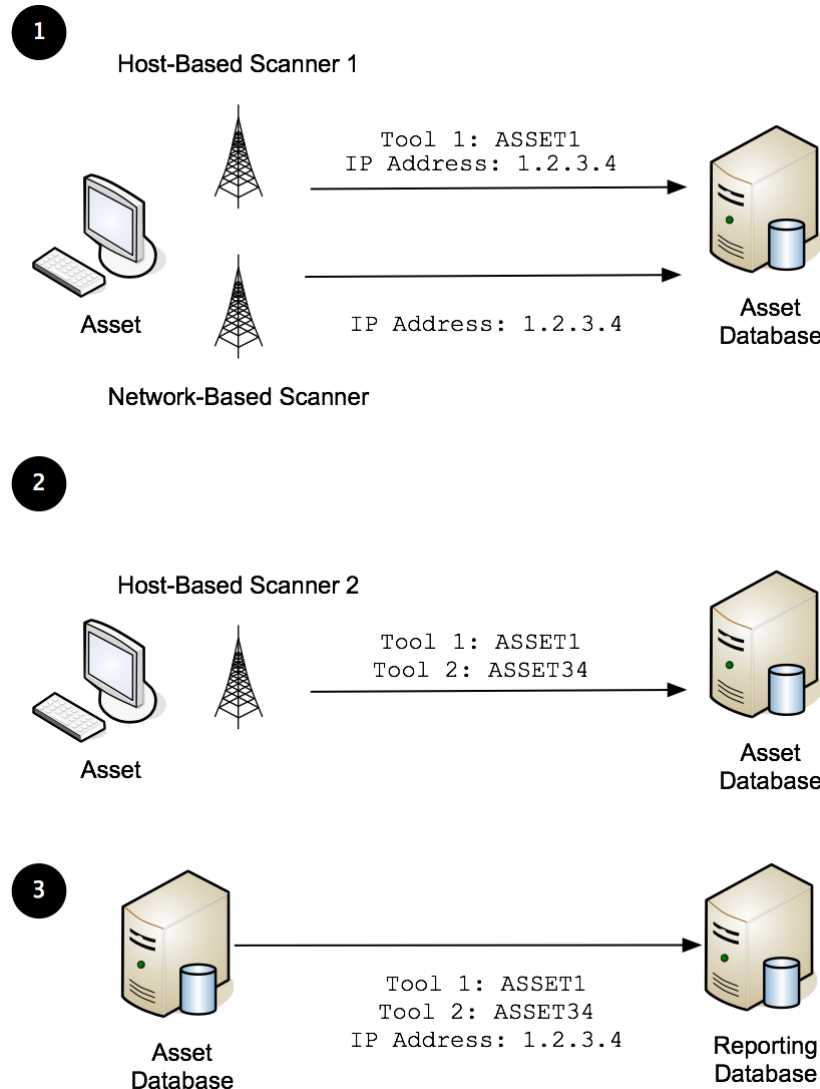 1
Host-Based Scanner 1
Tool 1: ASSET1
IP Address: 1.2.3.4
Asset
IP Address: 1.2.3.4
Asset
Database
Network-Based Scanner
2
Host-Based Scanner 2
Tool 1: ASSET1
Tool 2: ASSET34
Asset
Asset
Database
3
Tool 1: ASSET1
Tool 2: ASSET34
IP Address: 1.2.3.4
Asset
Database
Reporting
Database